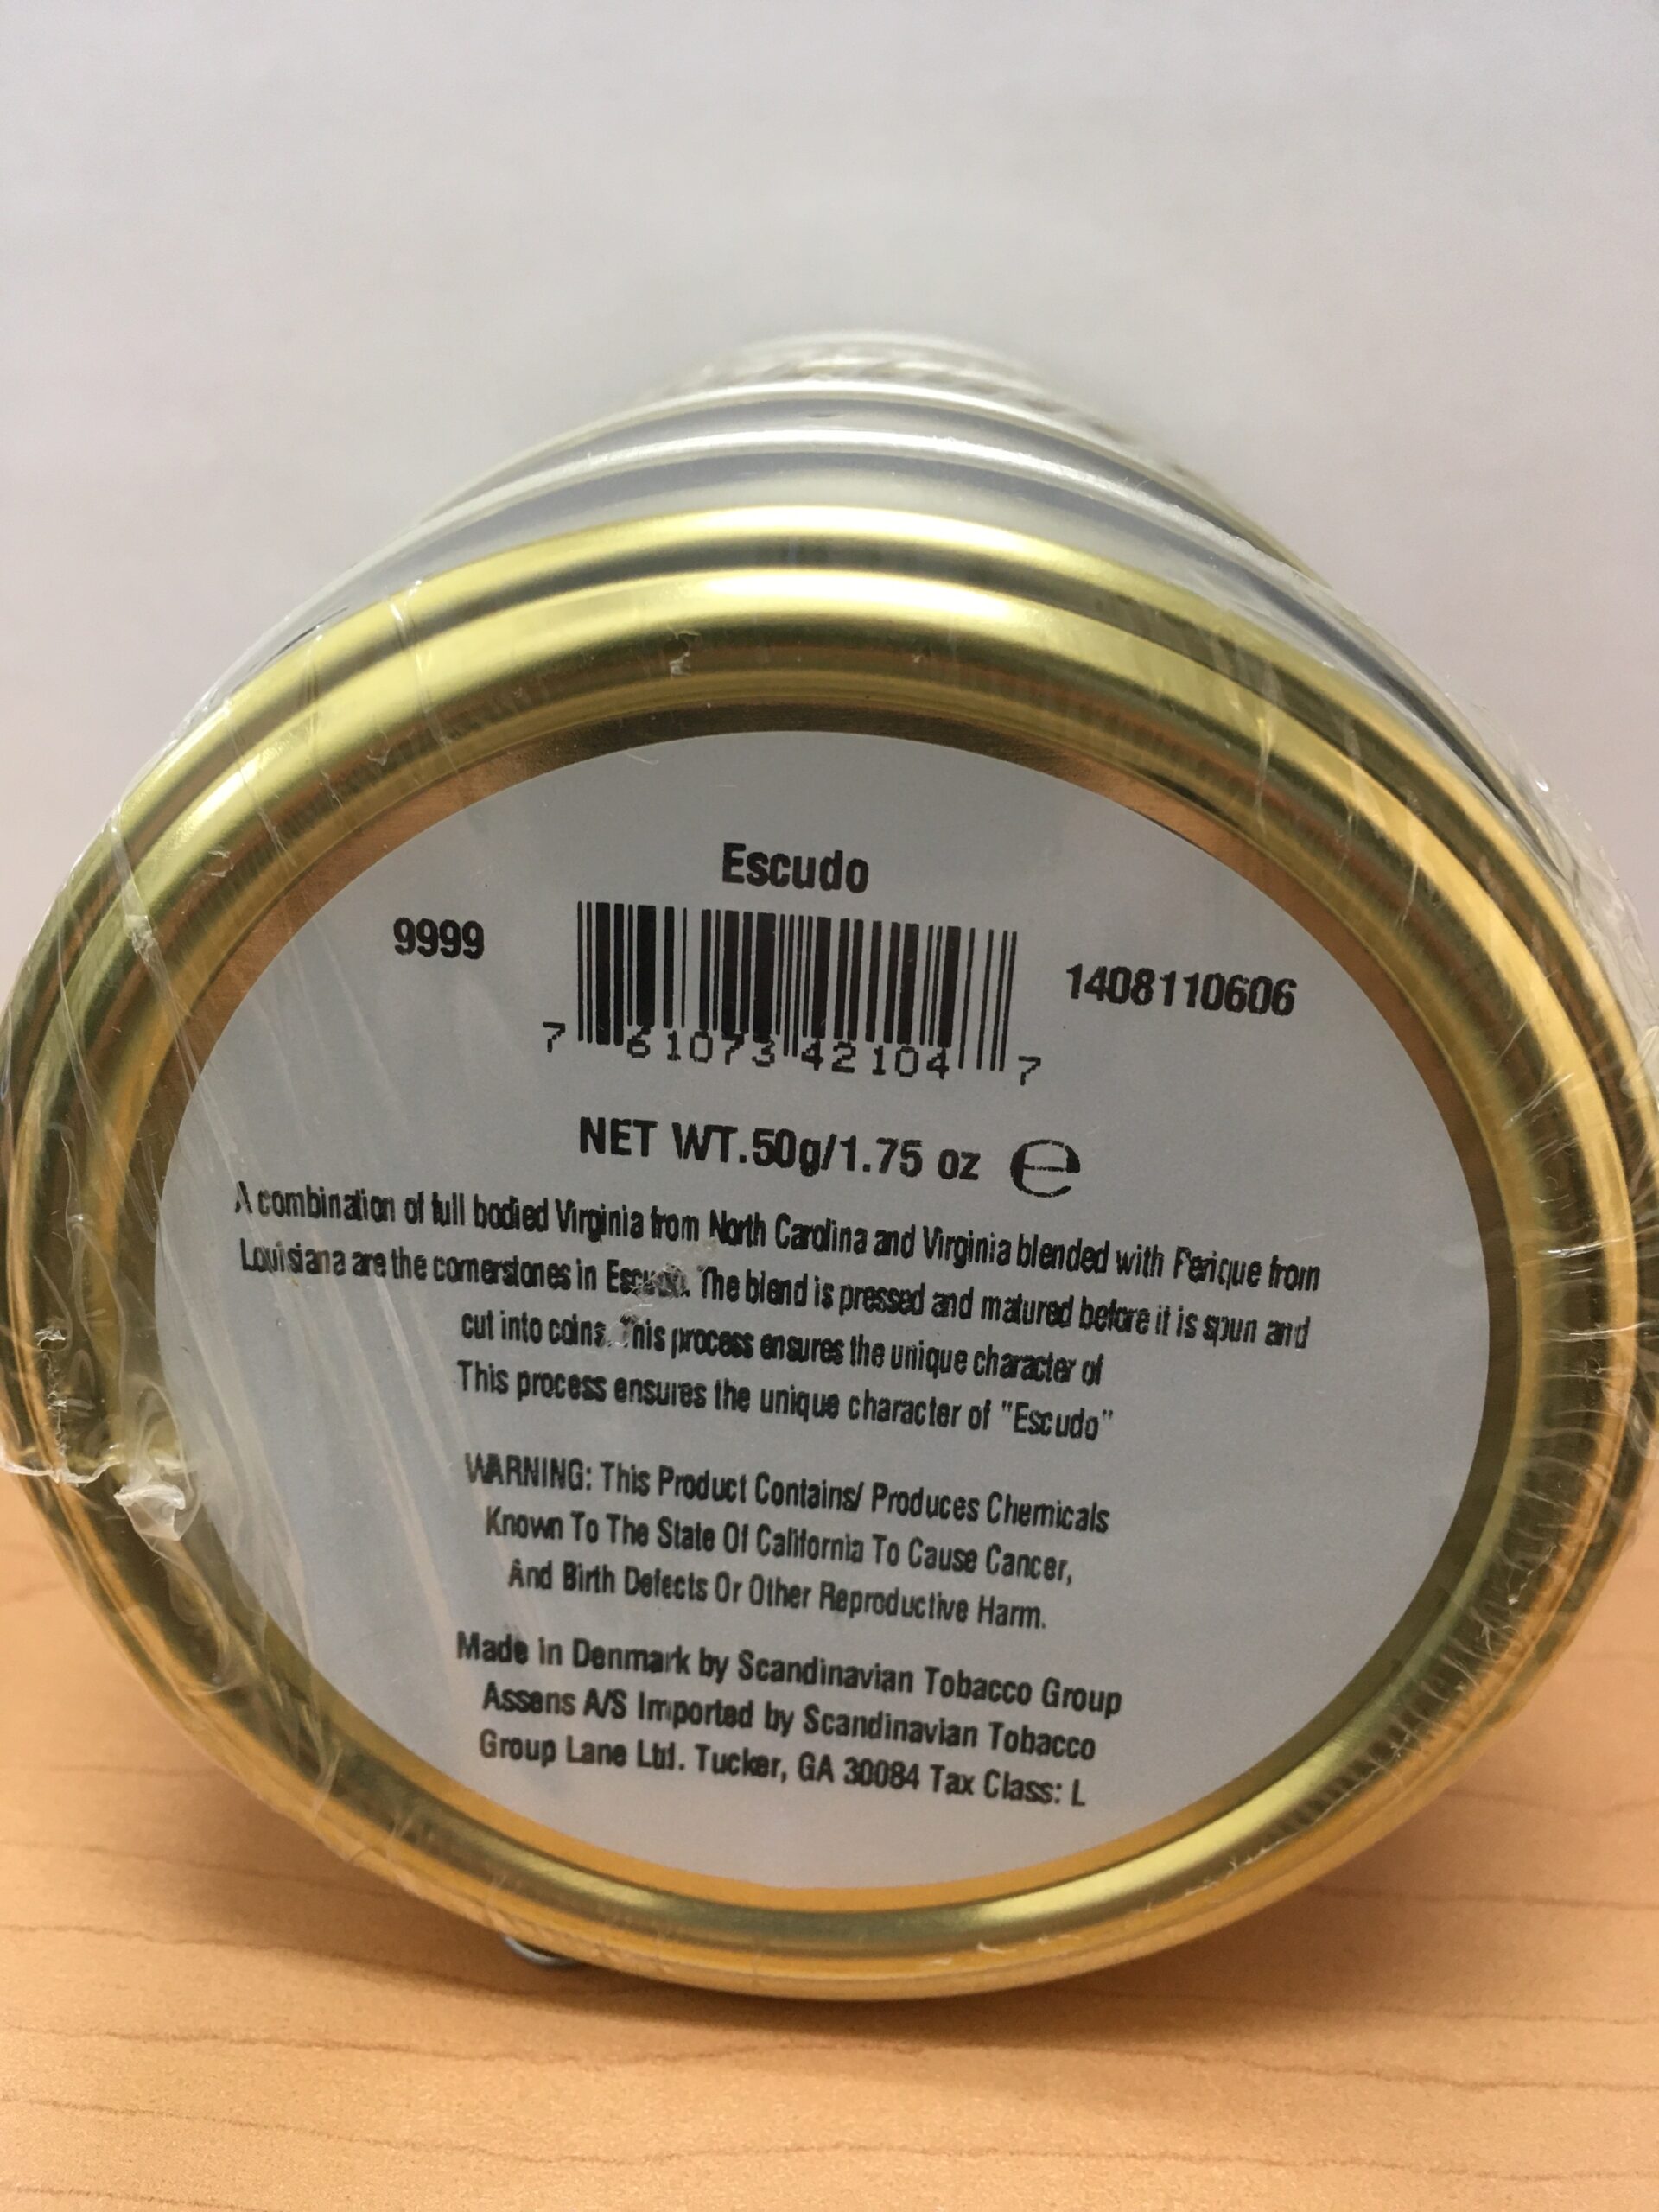 Escudo
9999
1408110606
7 61073 42104 7
NET WT.50g/1.75 oz ℮
A combination of full bodied Virginia from North Carolina and Virginia blended with Perique from
Louisiana are the cornerstones in Escudo. The blend is pressed and matured before it is spun and
cut into coins. This process ensures the unique character of
This process ensures the unique character of "Escudo"
WARNING: This Product Contains/ Produces Chemicals
Known To The State Of California To Cause Cancer,
And Birth Defects Or Other Reproductive Harm.
Made in Denmark by Scandinavian Tobacco Group
Assens A/S Imported by Scandinavian Tobacco
Group Lane Ltd. Tucker, GA 30084 Tax Class: L